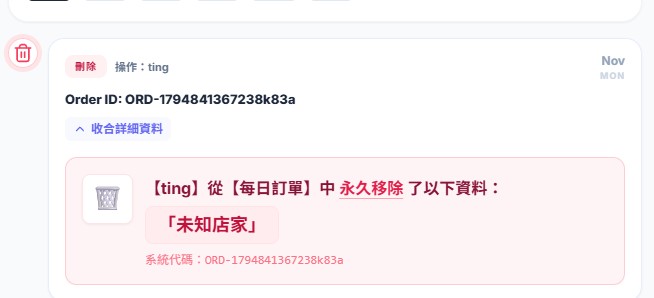 刪除 操作：ting
Nov
MON
Order ID: ORD-1794841367238k83a
收合詳細資料
【ting】從【每日訂單】中 永久移除 了以下資料：
「未知店家」
系統代碼：ORD-1794841367238k83a